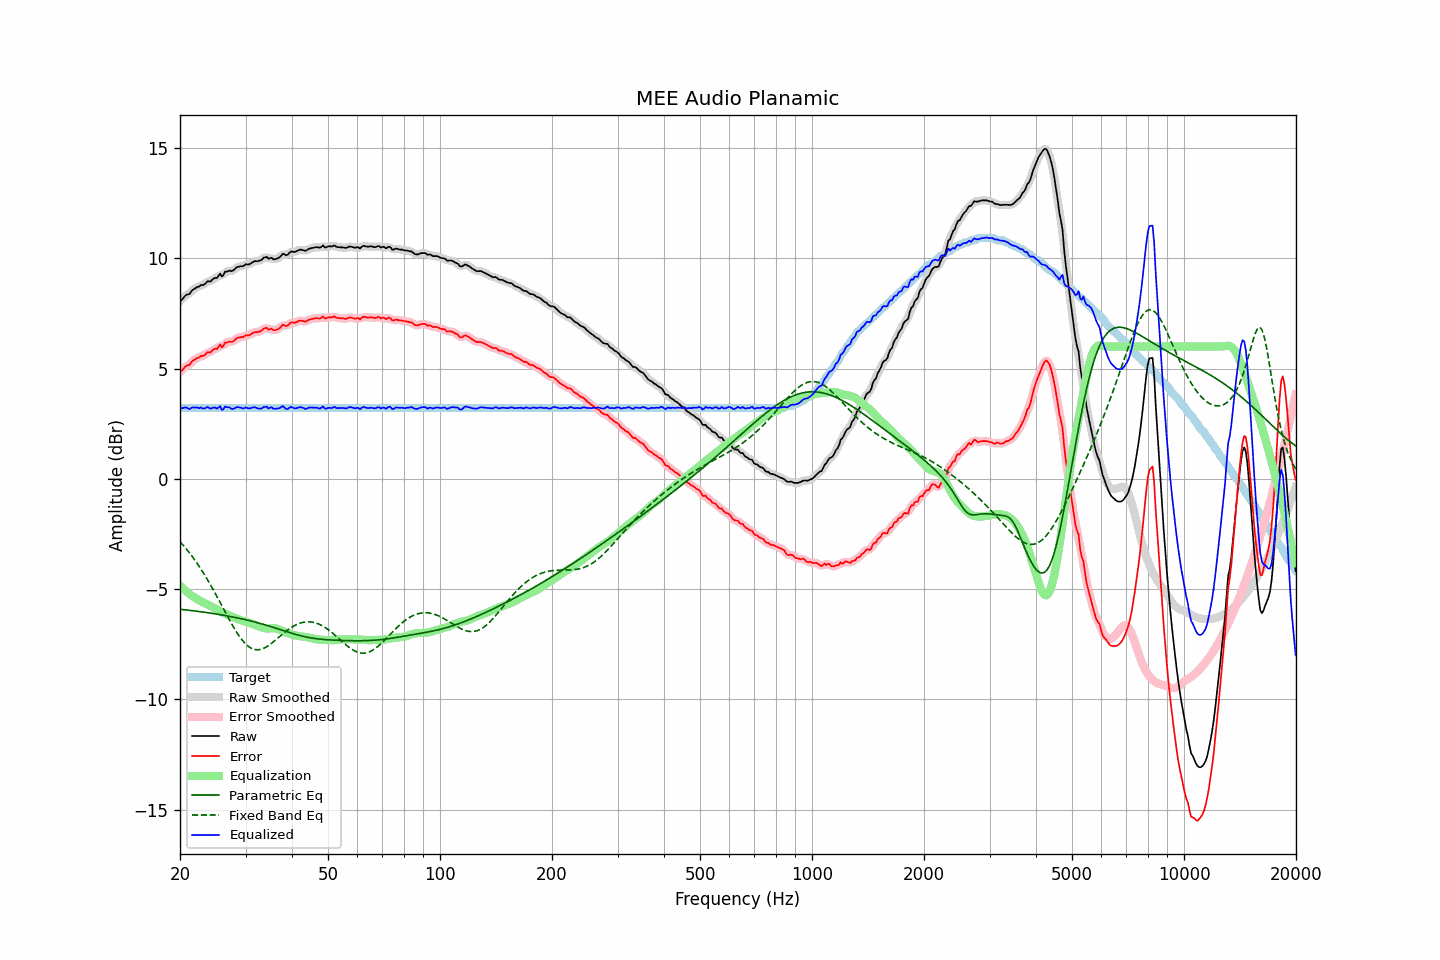 MEE Audio Planamic
15
10
5
0
−5
−10
−15
Amplitude (dBr)
Target
Raw Smoothed
Error Smoothed
Raw
Error
Equalization
Parametric Eq
Fixed Band Eq
Equalized
20 50 100 200 500 1000 2000 5000 10000 20000
Frequency (Hz)